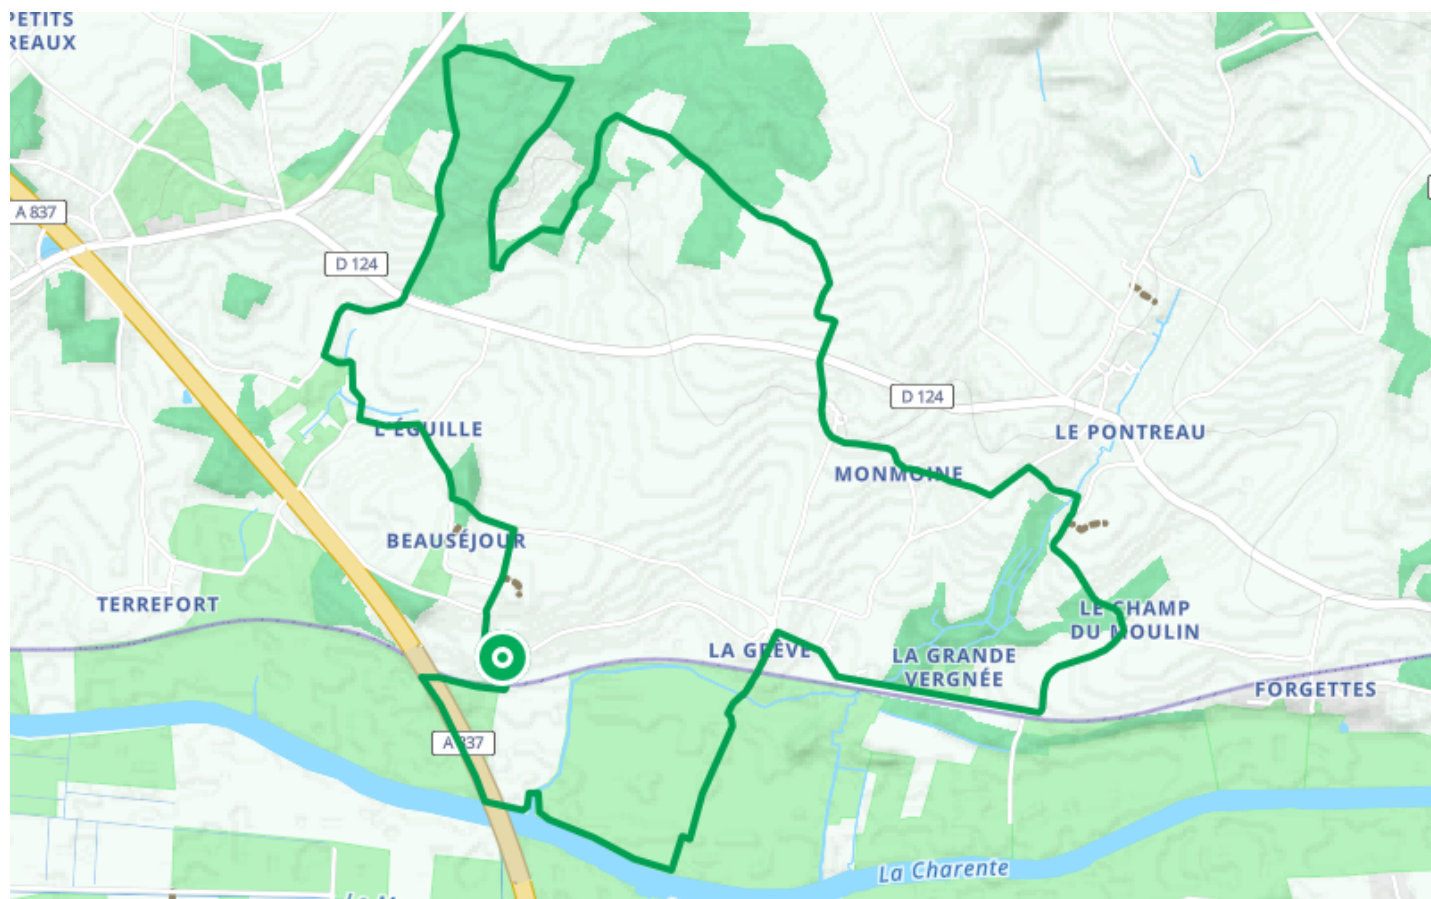 PETITS
REAUX
A 837
D 124
D 124
L'ÉGUILLE
LE PONTREAU
MONMOINE
BEAUSÉJOUR
TERREFORT
LE CHAMP
DU MOULIN
LA GRÈVE
LA GRANDE
VERGNÉE
FORGETTES
A 837
La Charente